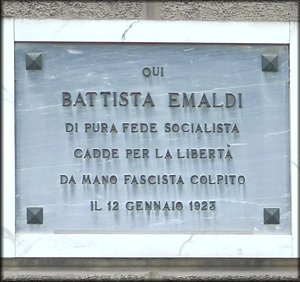 QUI
BATTISTA EMALDI
DI PURA FEDE SOCIALISTA
CADDE PER LA LIBERTÀ
DA MANO FASCISTA COLPITO
IL 12 GENNAIO 1923